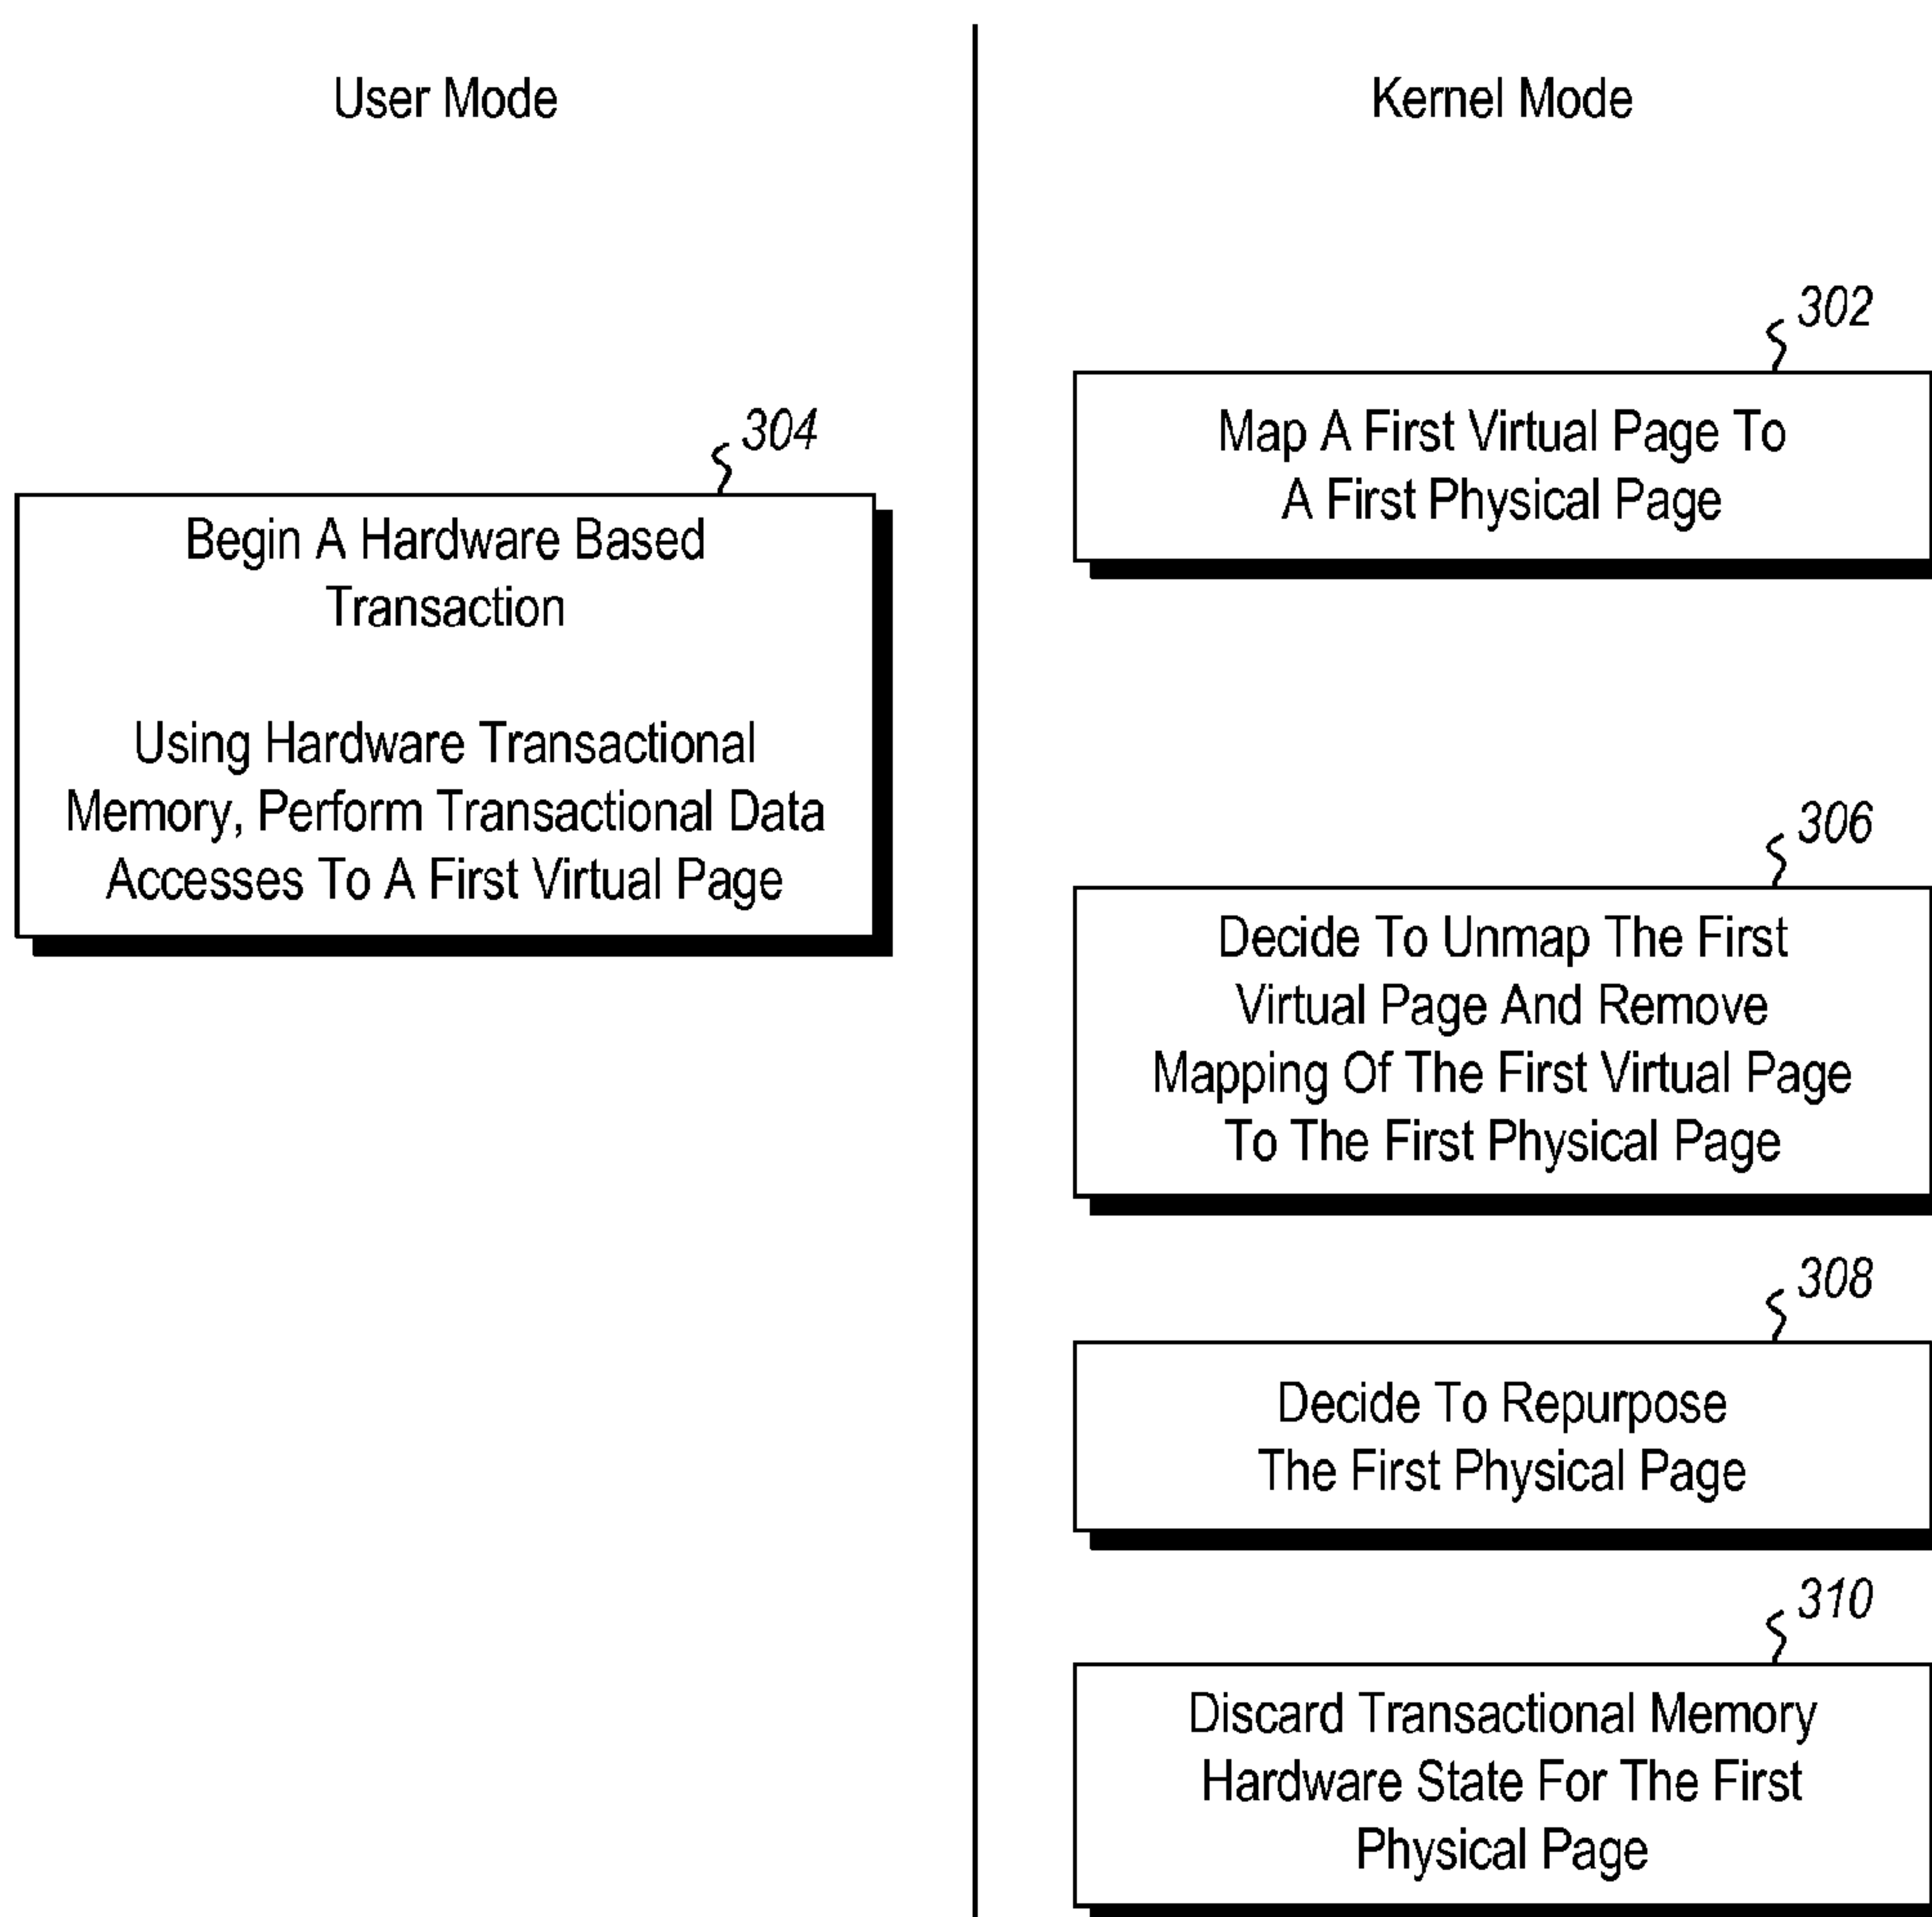 User Mode
Kernel Mode
302
Map A First Virtual Page To
A First Physical Page
304
Begin A Hardware Based
Transaction
Using Hardware Transactional
Memory, Perform Transactional Data
Accesses To A First Virtual Page
306
Decide To Unmap The First
Virtual Page And Remove
Mapping Of The First Virtual Page
To The First Physical Page
308
Decide To Repurpose
The First Physical Page
310
Discard Transactional Memory
Hardware State For The First
Physical Page